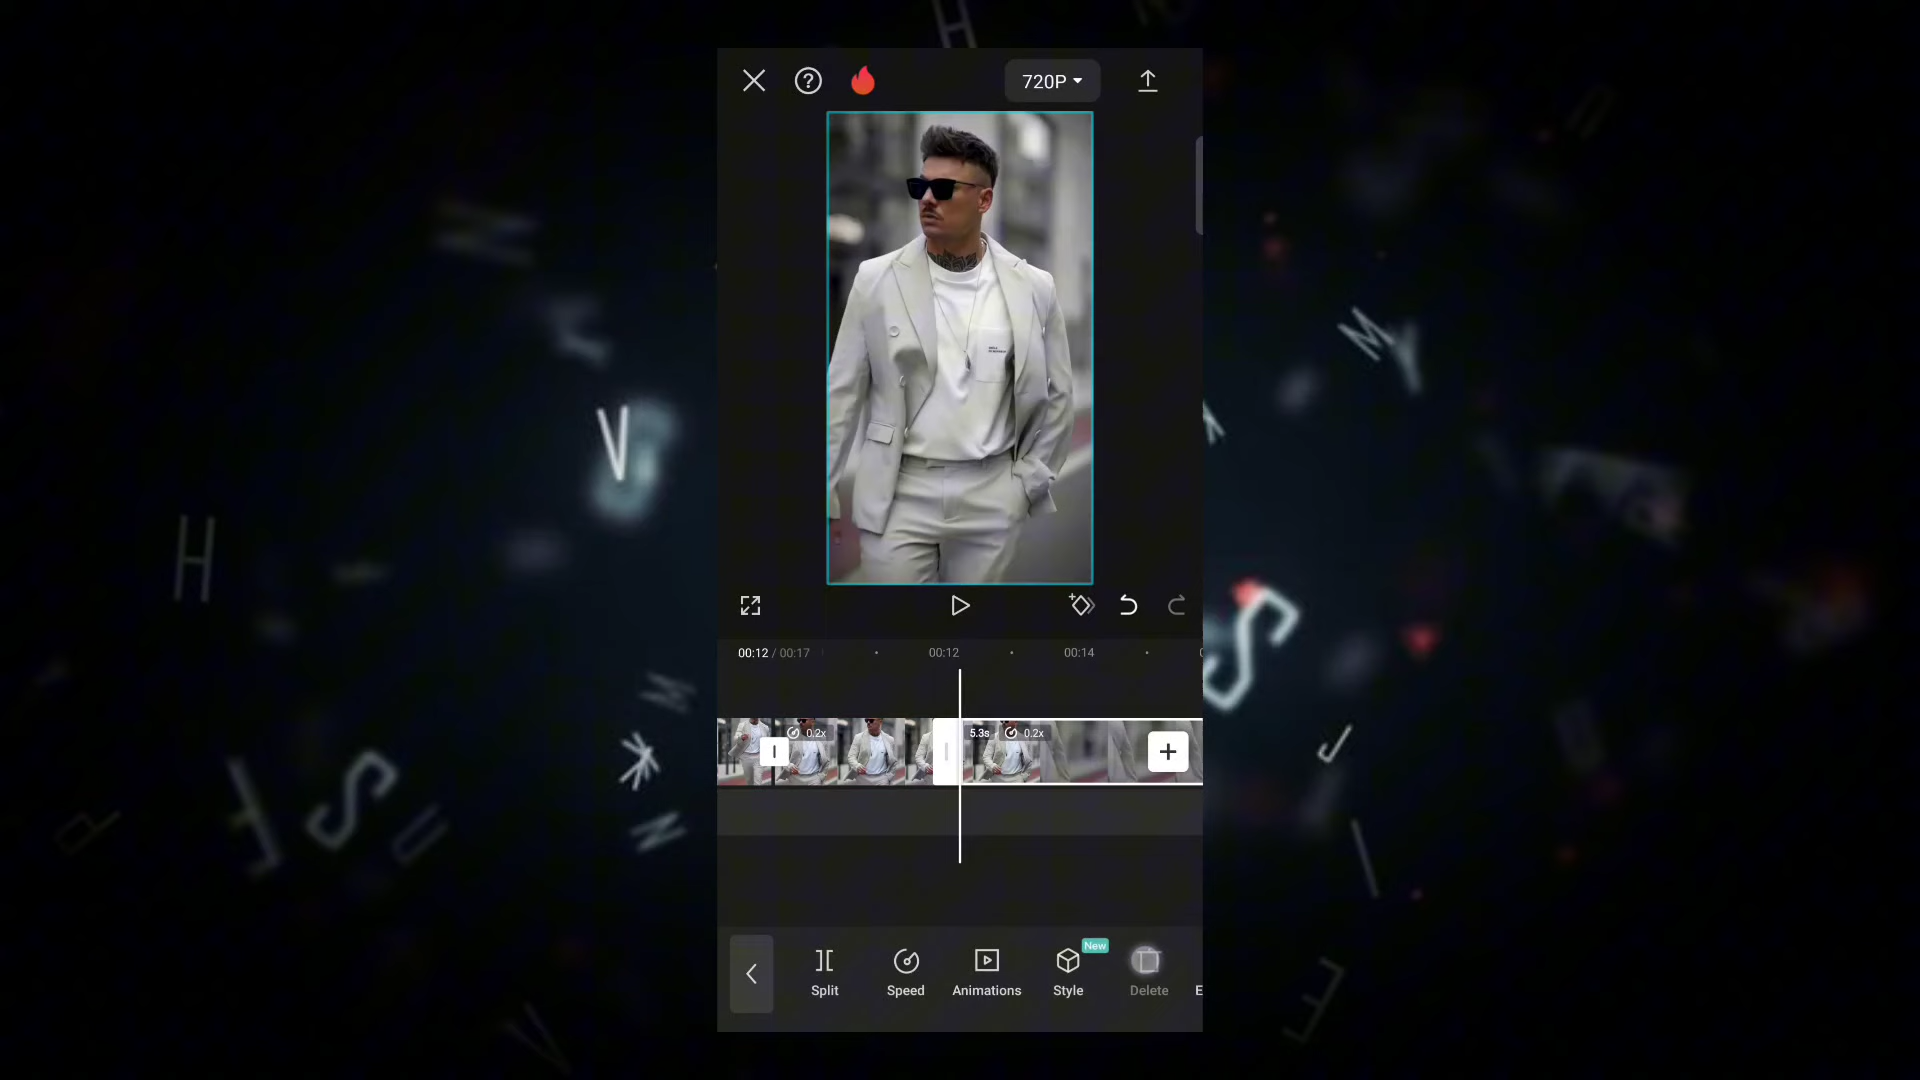 720P
00:12 / 00:17
00:12
00:14
0.2x
5.3s
0.2x
New
Split
Speed
Animations
Style
Delete
E
H
M
Y
V
S
H
M
Y
S
M
N
S
U
F
P
V
E